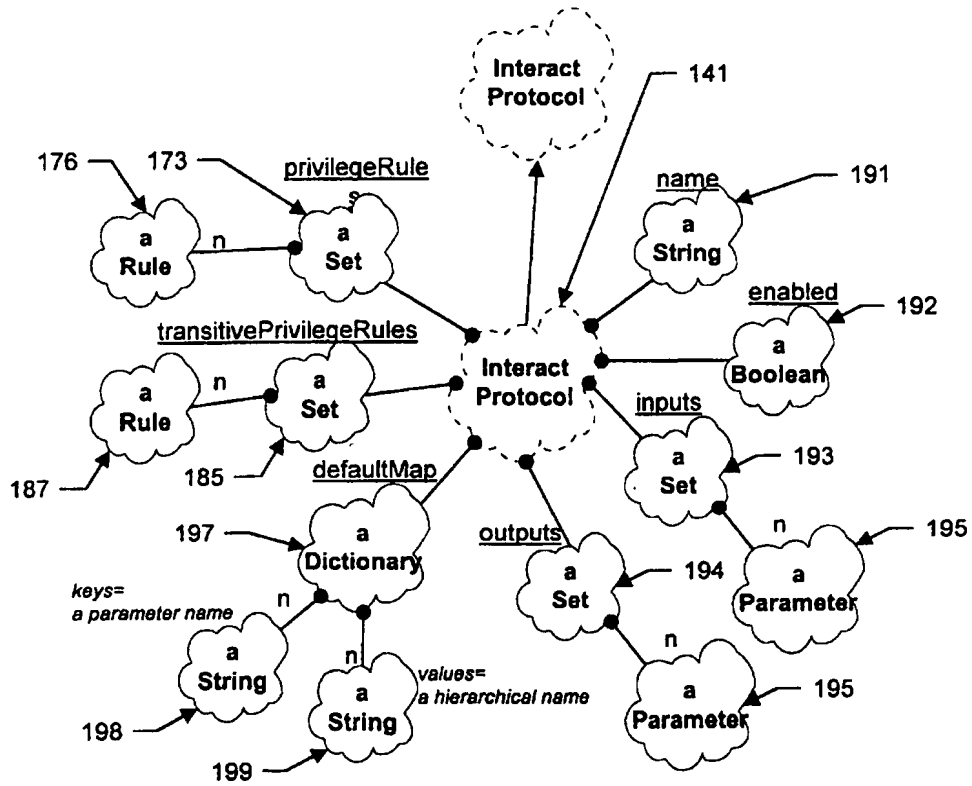 Interact
Protocol
141
176
173
privilegeRule
s
name
191
a
Rule
n
a
Set
a
String
enabled
192
transitivePrivilegeRules
Interact
Protocol
a
Boolean
a
Rule
n
a
Set
inputs
187
185
defaultMap
a
Set
193
197
a
Dictionary
outputs
n
195
keys=
a parameter name
n
a
Set
194
a
Parameter
a
String
n
a
String
values=
a hierarchical name
n
a
Parameter
195
198
199